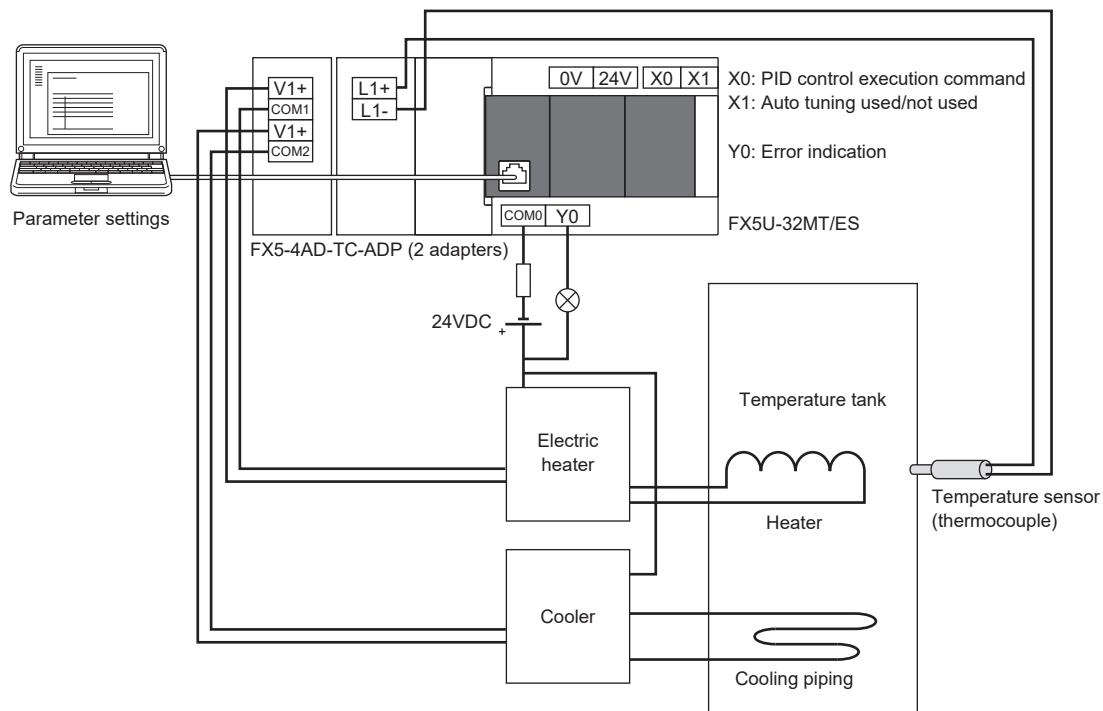 V1+
COM1
V1+
COM2
L1+
L1-
0V 24V X0 X1
X0: PID control execution command
X1: Auto tuning used/not used
Y0: Error indication
Parameter settings
COM0 Y0
FX5U-32MT/ES
FX5-4AD-TC-ADP (2 adapters)
24VDC
+
Temperature tank
Electric
heater
Heater
Temperature sensor
(thermocouple)
Cooler
Cooling piping